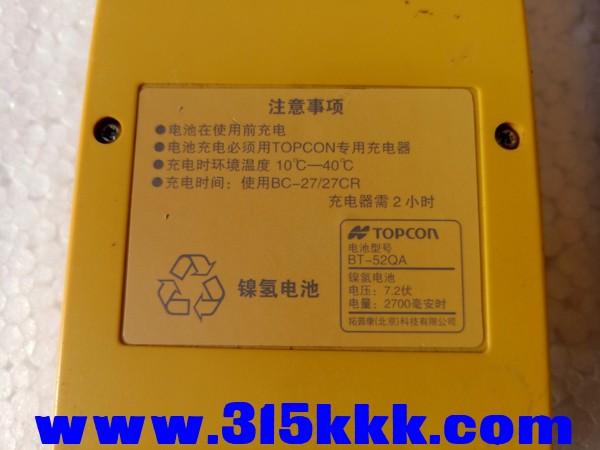 注意事项
●电池在使用前充电
●电池充电必须用TOPCON专用充电器
●充电时环境温度 10℃—40℃
●充电时间：使用BC-27/27CR
充电器需 2 小时
TOPCON
电池型号
BT-52QA
镍氢电池
镍氢电池
电压：7.2伏
电量：2700毫安时
拓普康(北京)科技有限公司
www.315kkk.com